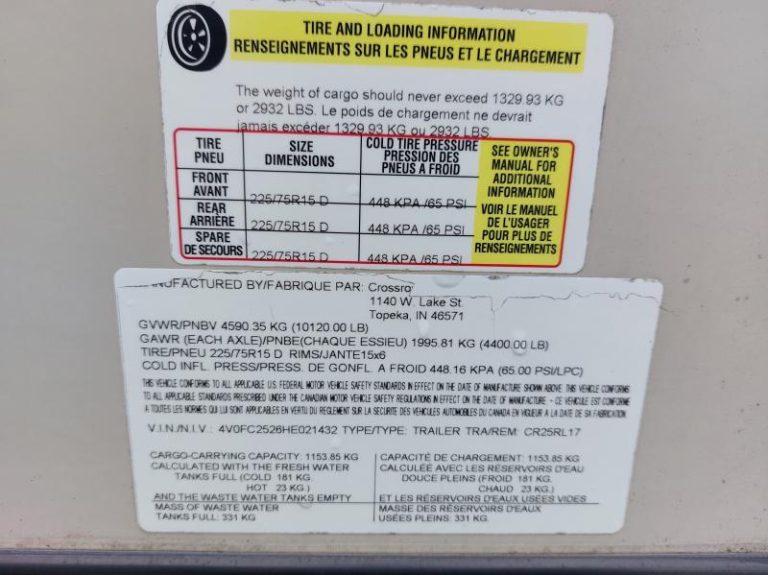 TIRE AND LOADING INFORMATION
RENSEIGNEMENTS SUR LES PNEUS ET LE CHARGEMENT
The weight of cargo should never exceed 1329.93 KG
or 2932 LBS. Le poids de chargement ne devrait
jamais excéder 1329.93 KG ou 2932 LBS
TIRE
PNEU
SIZE
DIMENSIONS
COLD TIRE PRESSURE
PRESSION DES
PNEUS A FROID
SEE OWNER'S
MANUAL FOR
ADDITIONAL
INFORMATION
VOIR LE MANUEL
DE L'USAGER
POUR PLUS DE
RENSEIGNEMENTS
FRONT
AVANT
225/75R15 D
448 KPA /65 PSI
REAR
ARRIÈRE
225/75R15 D
448 KPA /65 PSI
SPARE
DE SECOURS
225/75R15 D
448 KPA /65 PSI
NUFACTURED BY/FABRIQUE PAR: Crossro
1140 W. Lake St.
Topeka, IN 46571
GVWR/PNBV 4590.35 KG (10120.00 LB)
GAWR (EACH AXLE)/PNBE(CHAQUE ESSIEU) 1995.81 KG (4400.00 LB)
TIRE/PNEU 225/75R15 D RIMS/JANTE15x6
COLD INFL. PRESS/PRESS. DE GONFL. A FROID 448.16 KPA (65.00 PSI/LPC)
THIS VEHICLE CONFORMS TO ALL APPLICABLE U.S. FEDERAL MOTOR VEHICLE SAFETY STANDARDS IN EFFECT ON THE DATE OF MANUFACTURE SHOWN ABOVE. THIS VEHICLE CONFORMS
TO ALL APPLICABLE STANDARDS PRESCRIBED UNDER THE CANADIAN MOTOR VEHICLE SAFETY REGULATIONS IN EFFECT ON THE DATE OF MANUFACTURE - CE VEHICULE EST CONFORME
A TOUTES LES NORMES QUI LUI SONT APPLICABLES EN VERTU DU REGLEMENT SUR LA SECURITE DES VEHICULES AUTOMOBILES DU CANADA EN VIGUEUR A LA DATE DE SA FABRICATION
V.I.N./N.I.V.: 4V0FC2526HE021432 TYPE/TYPE: TRAILER TRA/REM: CR25RL17
CARGO-CARRYING CAPACITY: 1153.85 KG
CALCULATED WITH THE FRESH WATER
TANKS FULL (COLD 181 KG.
HOT 23 KG.)
AND THE WASTE WATER TANKS EMPTY
MASS OF WASTE WATER
TANKS FULL: 331 KG
CAPACITÉ DE CHARGEMENT: 1153.85 KG
CALCULÉE AVEC LES RÉSERVOIRS D'EAU
DOUCE PLEINS (FROID 181 KG.
CHAUD 23 KG.)
ET LES RÉSERVOIRS D'EAU USÉES VIDES
MASSE DES RÉSERVOIRS D'EAUX
USÉES PLEINS: 331 KG.